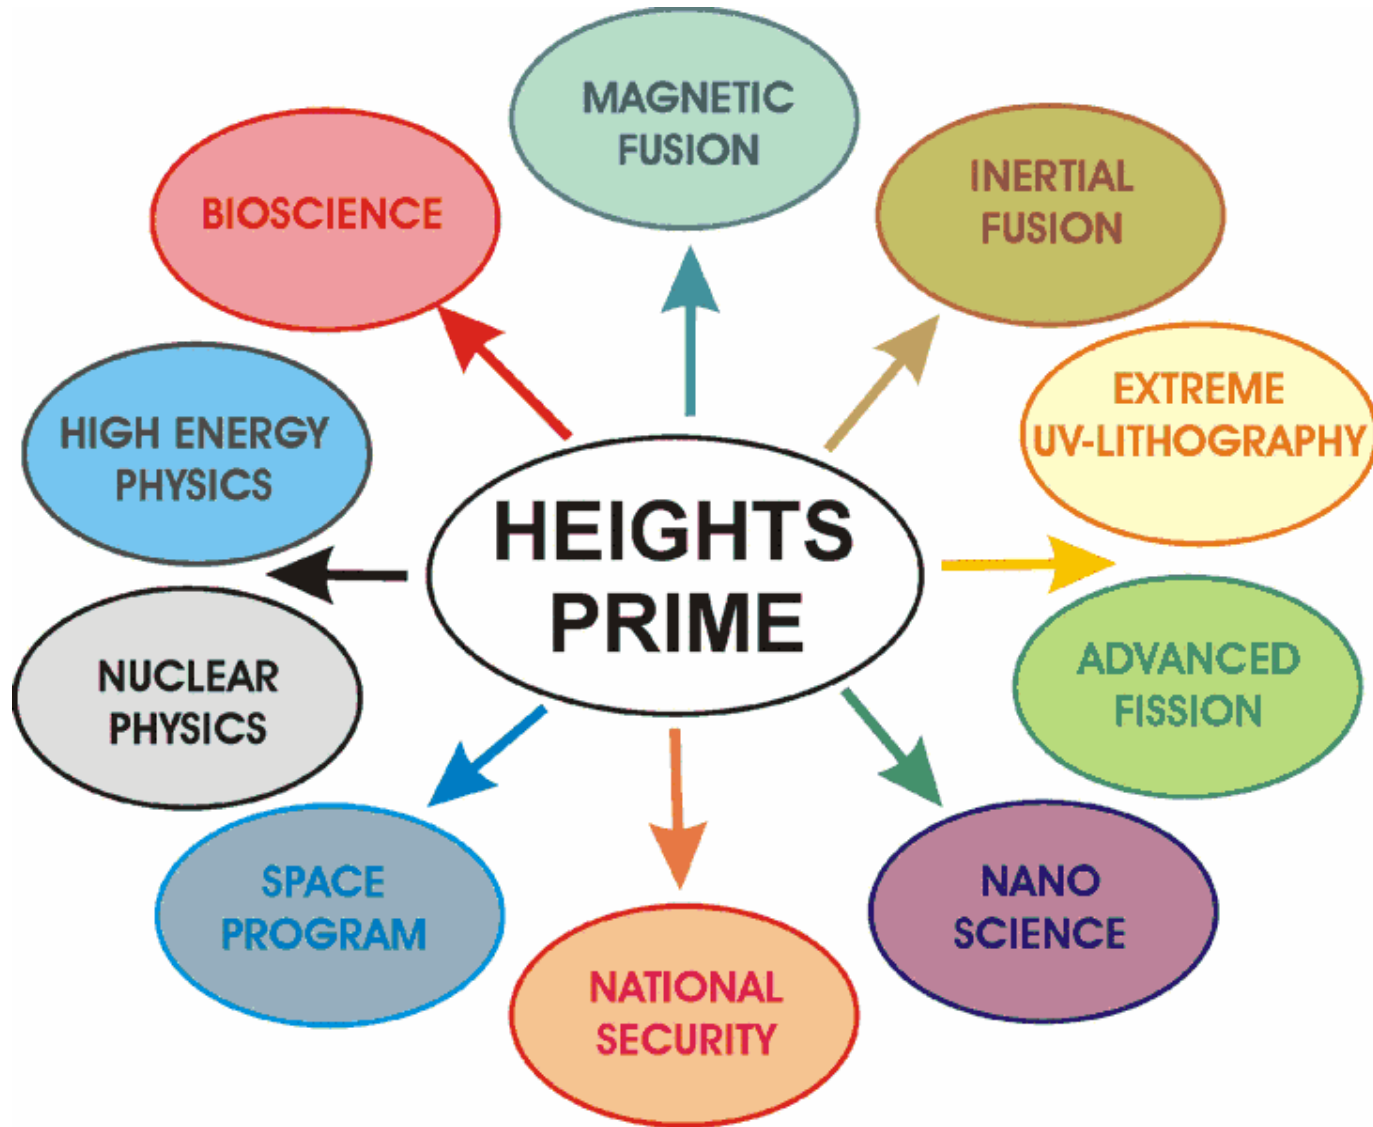 MAGNETIC
FUSION
BIOSCIENCE
INERTIAL
FUSION
EXTREME
UV-LITHOGRAPHY
HIGH ENERGY
PHYSICS
HEIGHTS
PRIME
NUCLEAR
PHYSICS
ADVANCED
FISSION
SPACE
PROGRAM
NANO
SCIENCE
NATIONAL
SECURITY